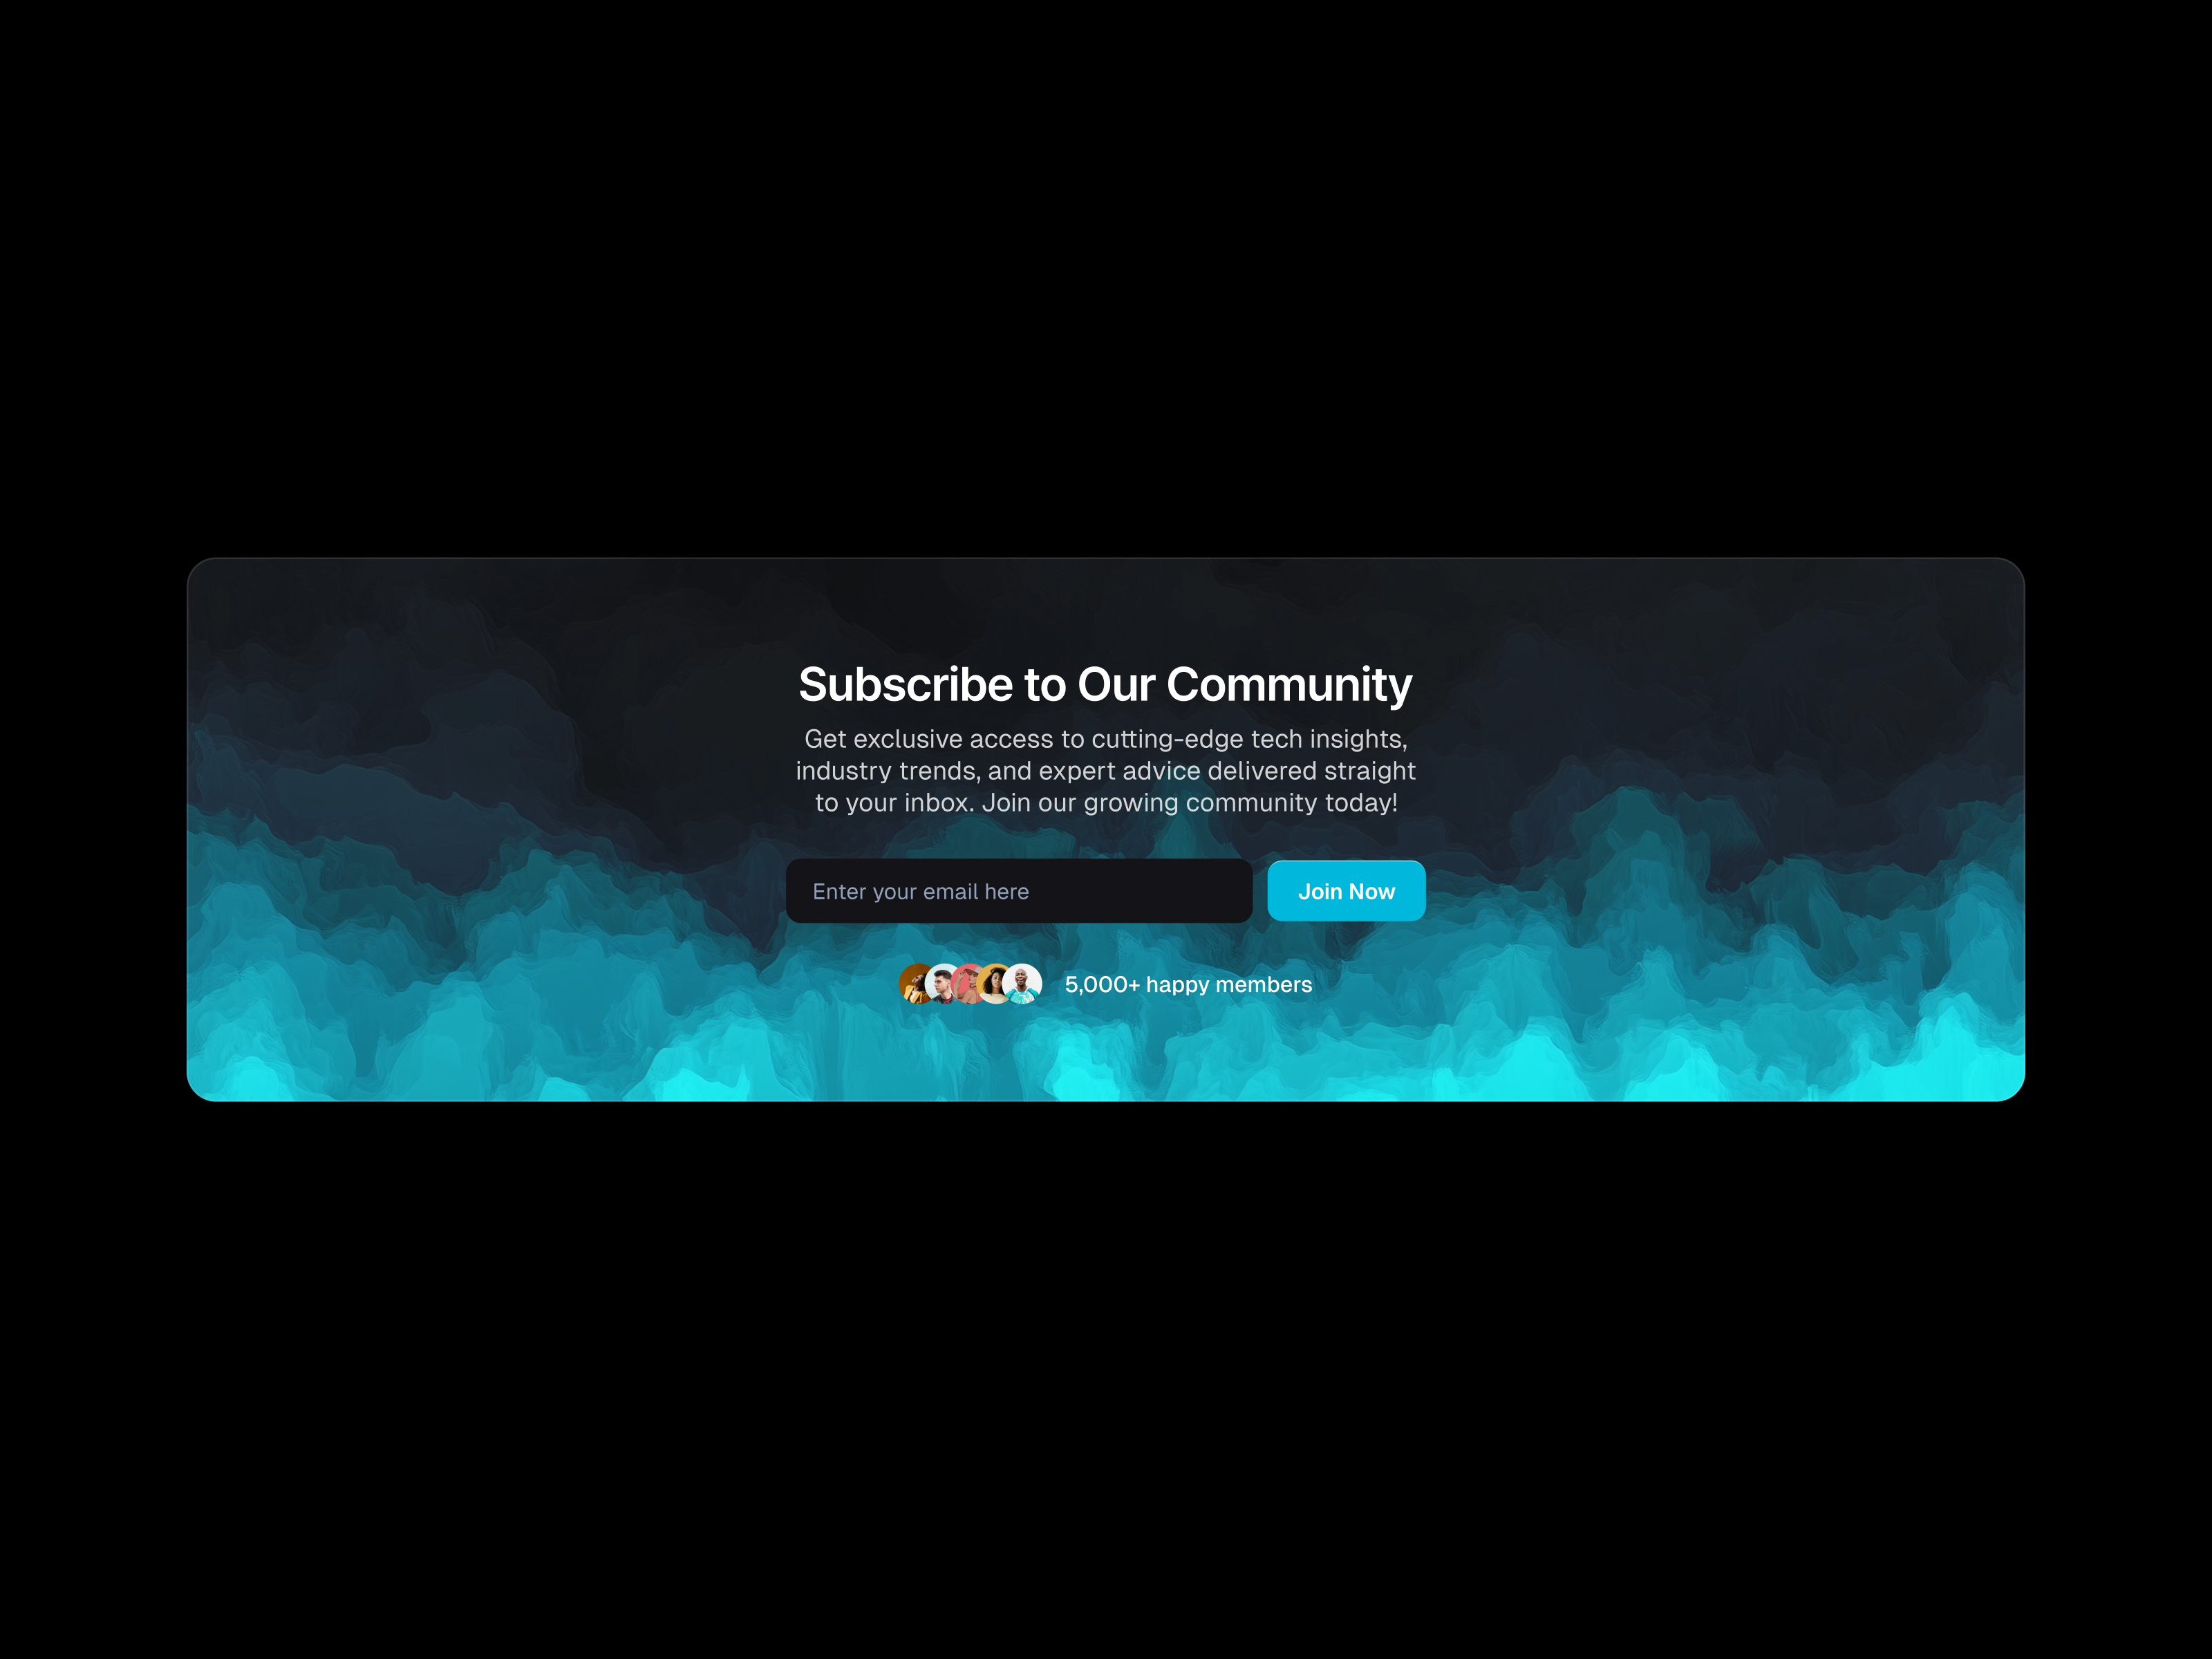 Subscribe to Our Community
Get exclusive access to cutting-edge tech insights,
industry trends, and expert advice delivered straight
to your inbox. Join our growing community today!
Enter your email here
Join Now
5,000+ happy members